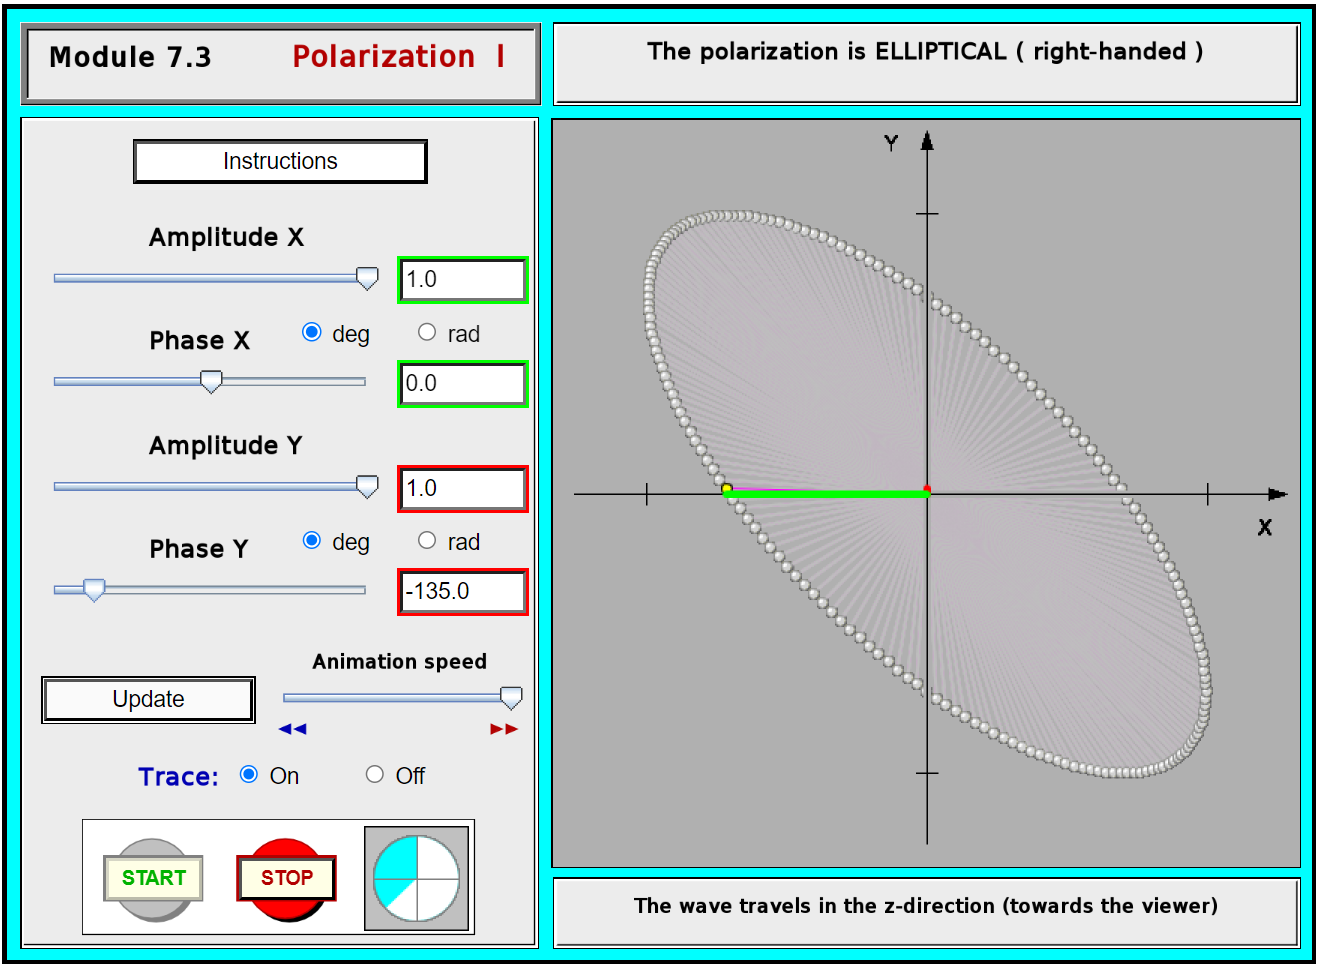 Module 7.3 Polarization I
The polarization is ELLIPTICAL ( right-handed )
Instructions
Amplitude X
1.0
Phase X
deg rad
0.0
Amplitude Y
1.0
Phase Y
deg rad
-135.0
Animation speed
Update
Trace: On Off
START STOP
Y
X
The wave travels in the z-direction (towards the viewer)